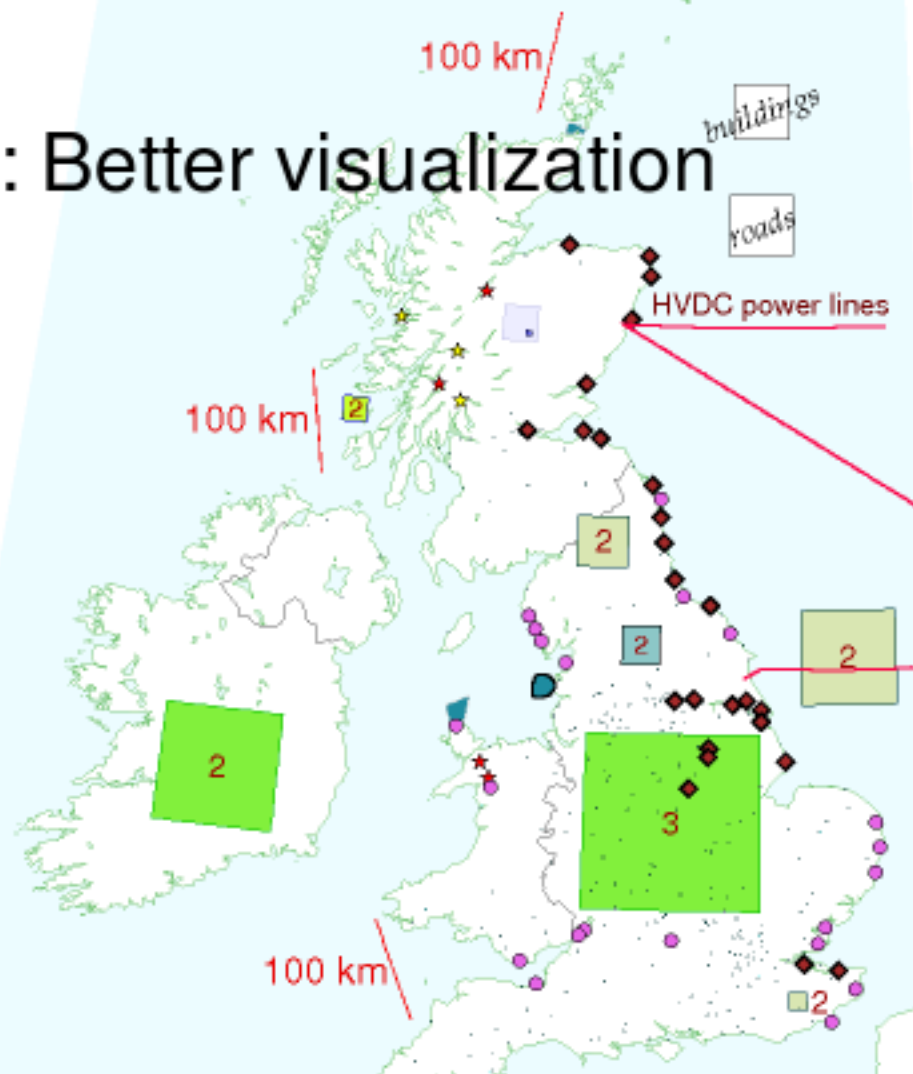 100 km
buildings
: Better visualization
roads
HVDC power lines
100 km
2
2
2
2
2
3
100 km
2